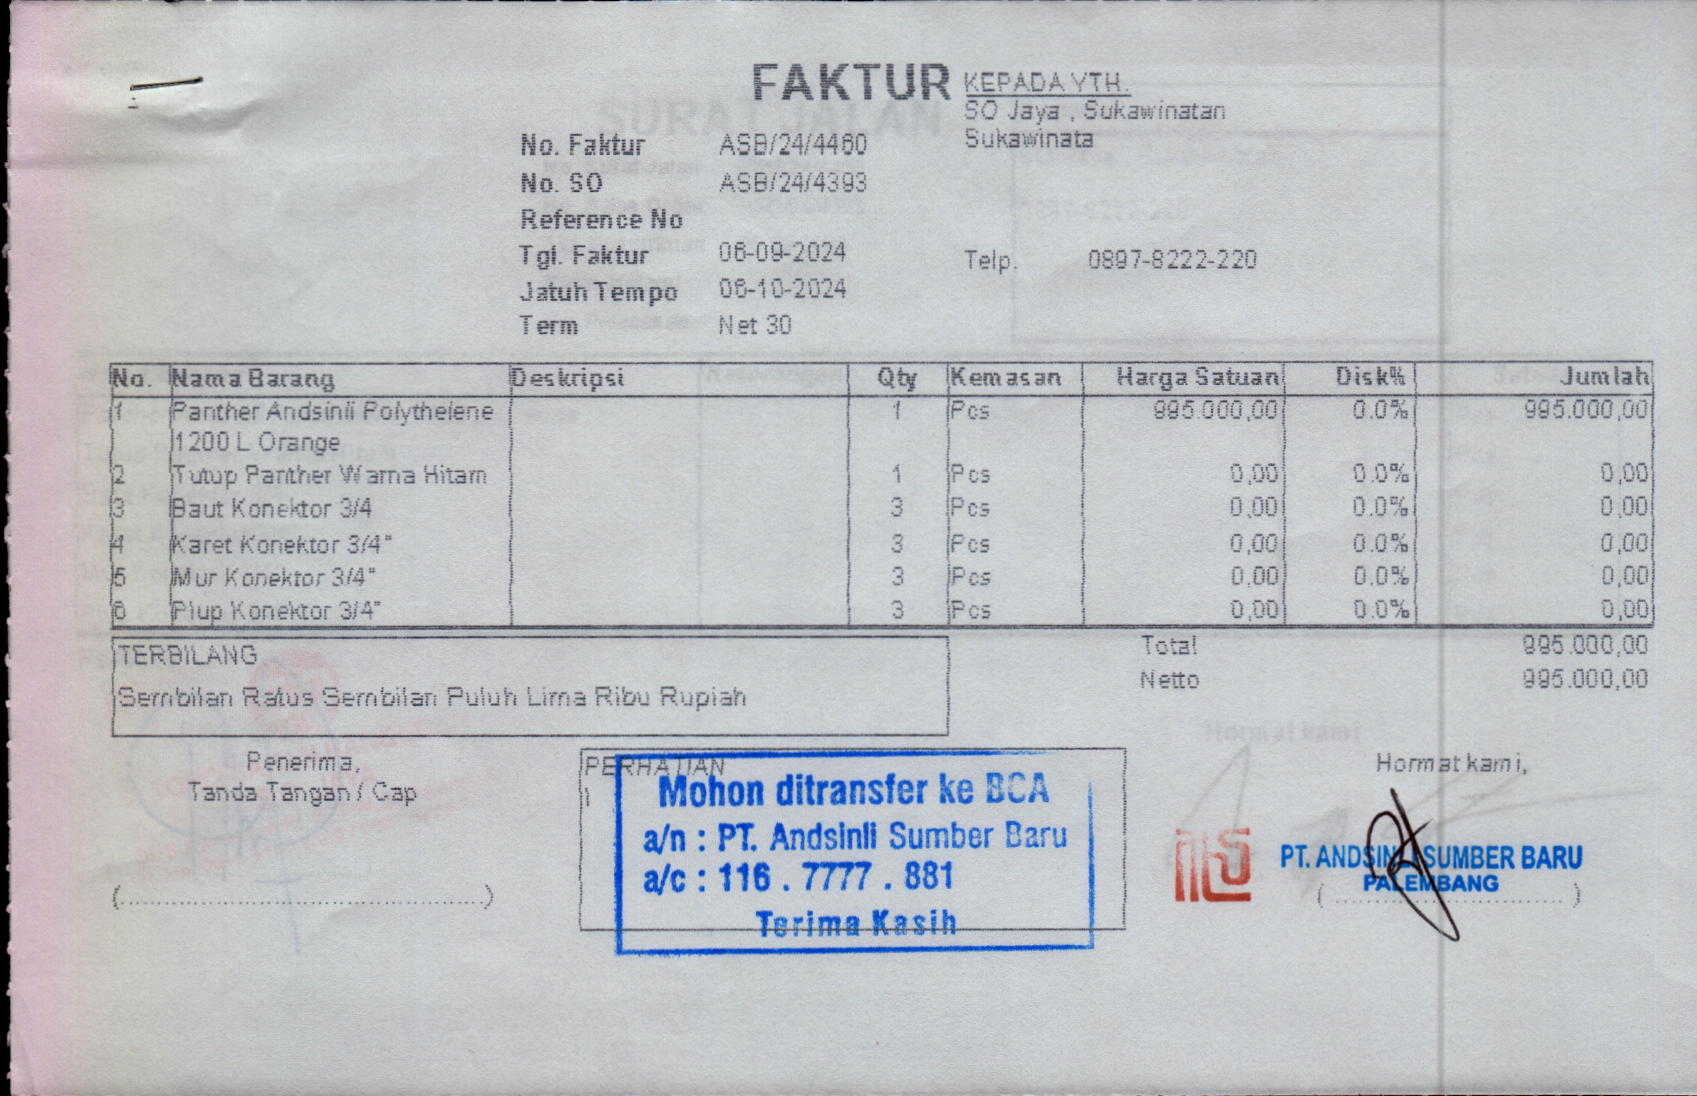 FAKTUR
KEPADA YTH.
SO Jaya , Sukawinatan
Sukawinata
No. Faktur ASB/24/4460
No. SO ASB/24/4393
Reference No
Tgl. Faktur 06-09-2024
Telp. 0897-8222-220
Jatuh Tempo 06-10-2024
Term Net 30
No. Nama Barang Deskripsi Qty Kemasan Harga Satuan Disk% Jumlah
1 Panther Andsinli Polythelene 1 Pcs 995.000,00 0.0% 995.000,00
1200 L Orange
2 Tutup Panther Warna Hitam 1 Pcs 0,00 0.0% 0,00
3 Baut Konektor 3/4 3 Pcs 0,00 0.0% 0,00
4 Karet Konektor 3/4" 3 Pcs 0,00 0.0% 0,00
5 Mur Konektor 3/4" 3 Pcs 0,00 0.0% 0,00
6 Plup Konektor 3/4" 3 Pcs 0,00 0.0% 0,00
TERBILANG
Sembilan Ratus Sembilan Puluh Lima Ribu Rupiah
Total 995.000,00
Netto 995.000,00
Penerima,
Tanda Tangan / Cap
PERHATIAN
Mohon ditransfer ke BCA
a/n : PT. Andsinli Sumber Baru
a/c : 116 . 7777 . 881
Terima Kasih
Hormat kami,
PT. ANDSINLI SUMBER BARU
PALEMBANG